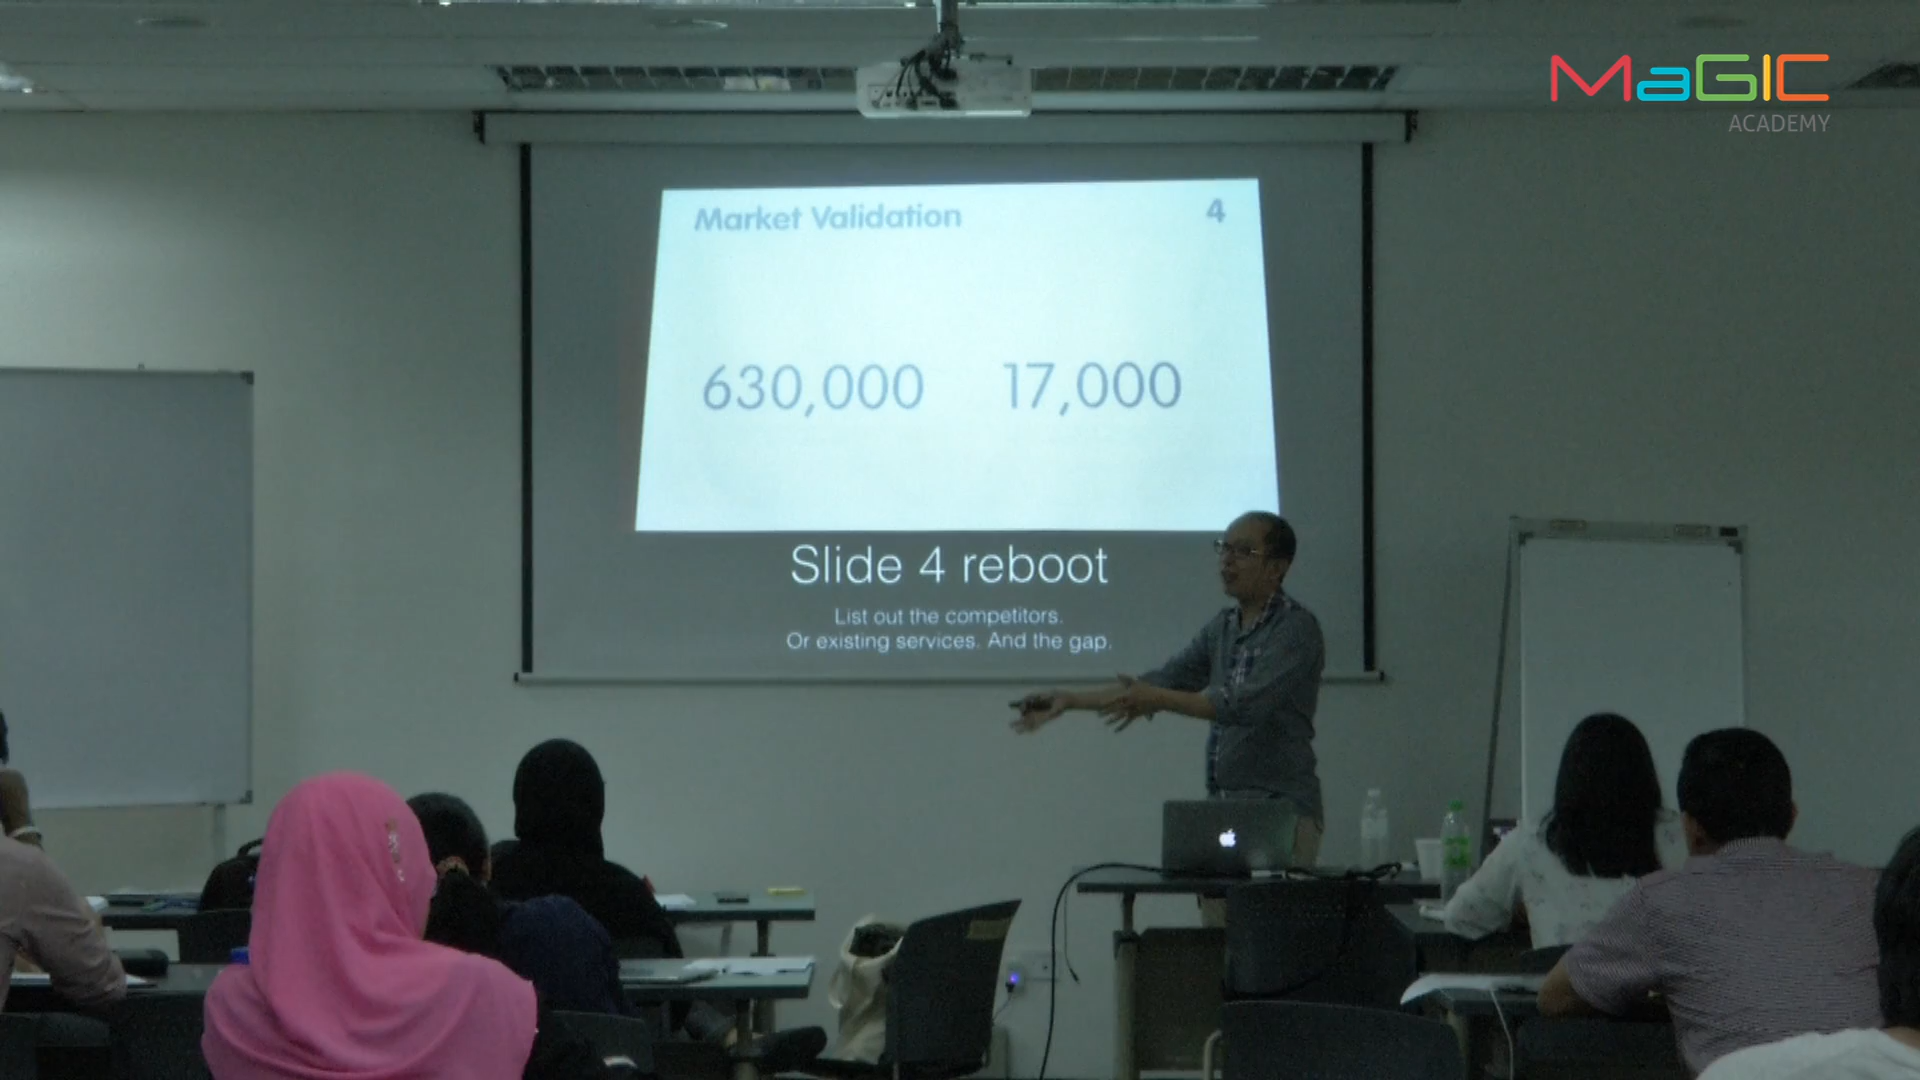 MaGIC
ACADEMY
Market Validation
4
630,000
17,000
Slide 4 reboot
List out the competitors.
Or existing services. And the gap.